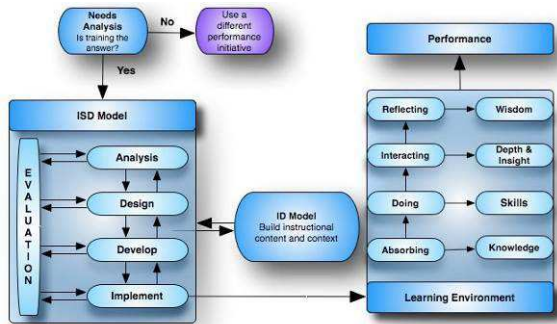 Needs
Analysis
Is training the
answer?
No
Use a
different
performance
initiative
Yes
ISD Model
EVALUATION
Analysis
Design
Develop
Implement
ID Model
Build instructional
content and context
Performance
Reflecting
Wisdom
Interacting
Depth &
Insight
Doing
Skills
Absorbing
Knowledge
Learning Environment